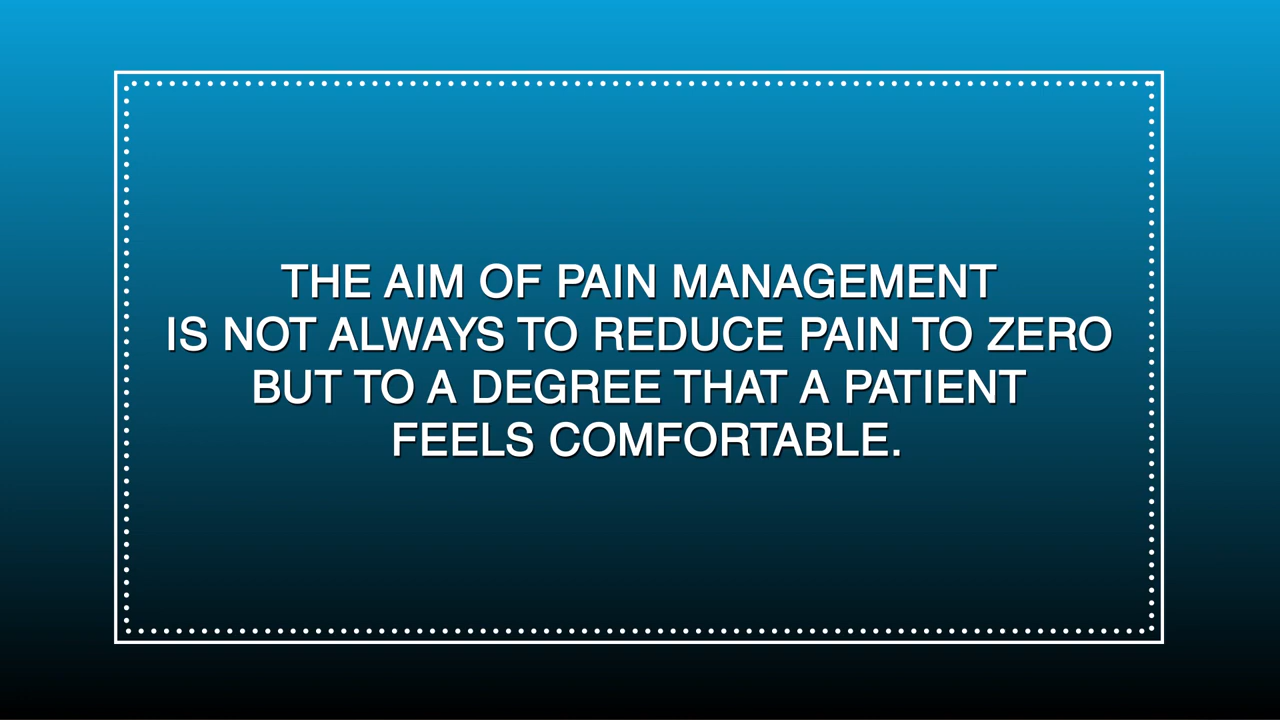 THE AIM OF PAIN MANAGEMENT
IS NOT ALWAYS TO REDUCE PAIN TO ZERO
BUT TO A DEGREE THAT A PATIENT
FEELS COMFORTABLE.